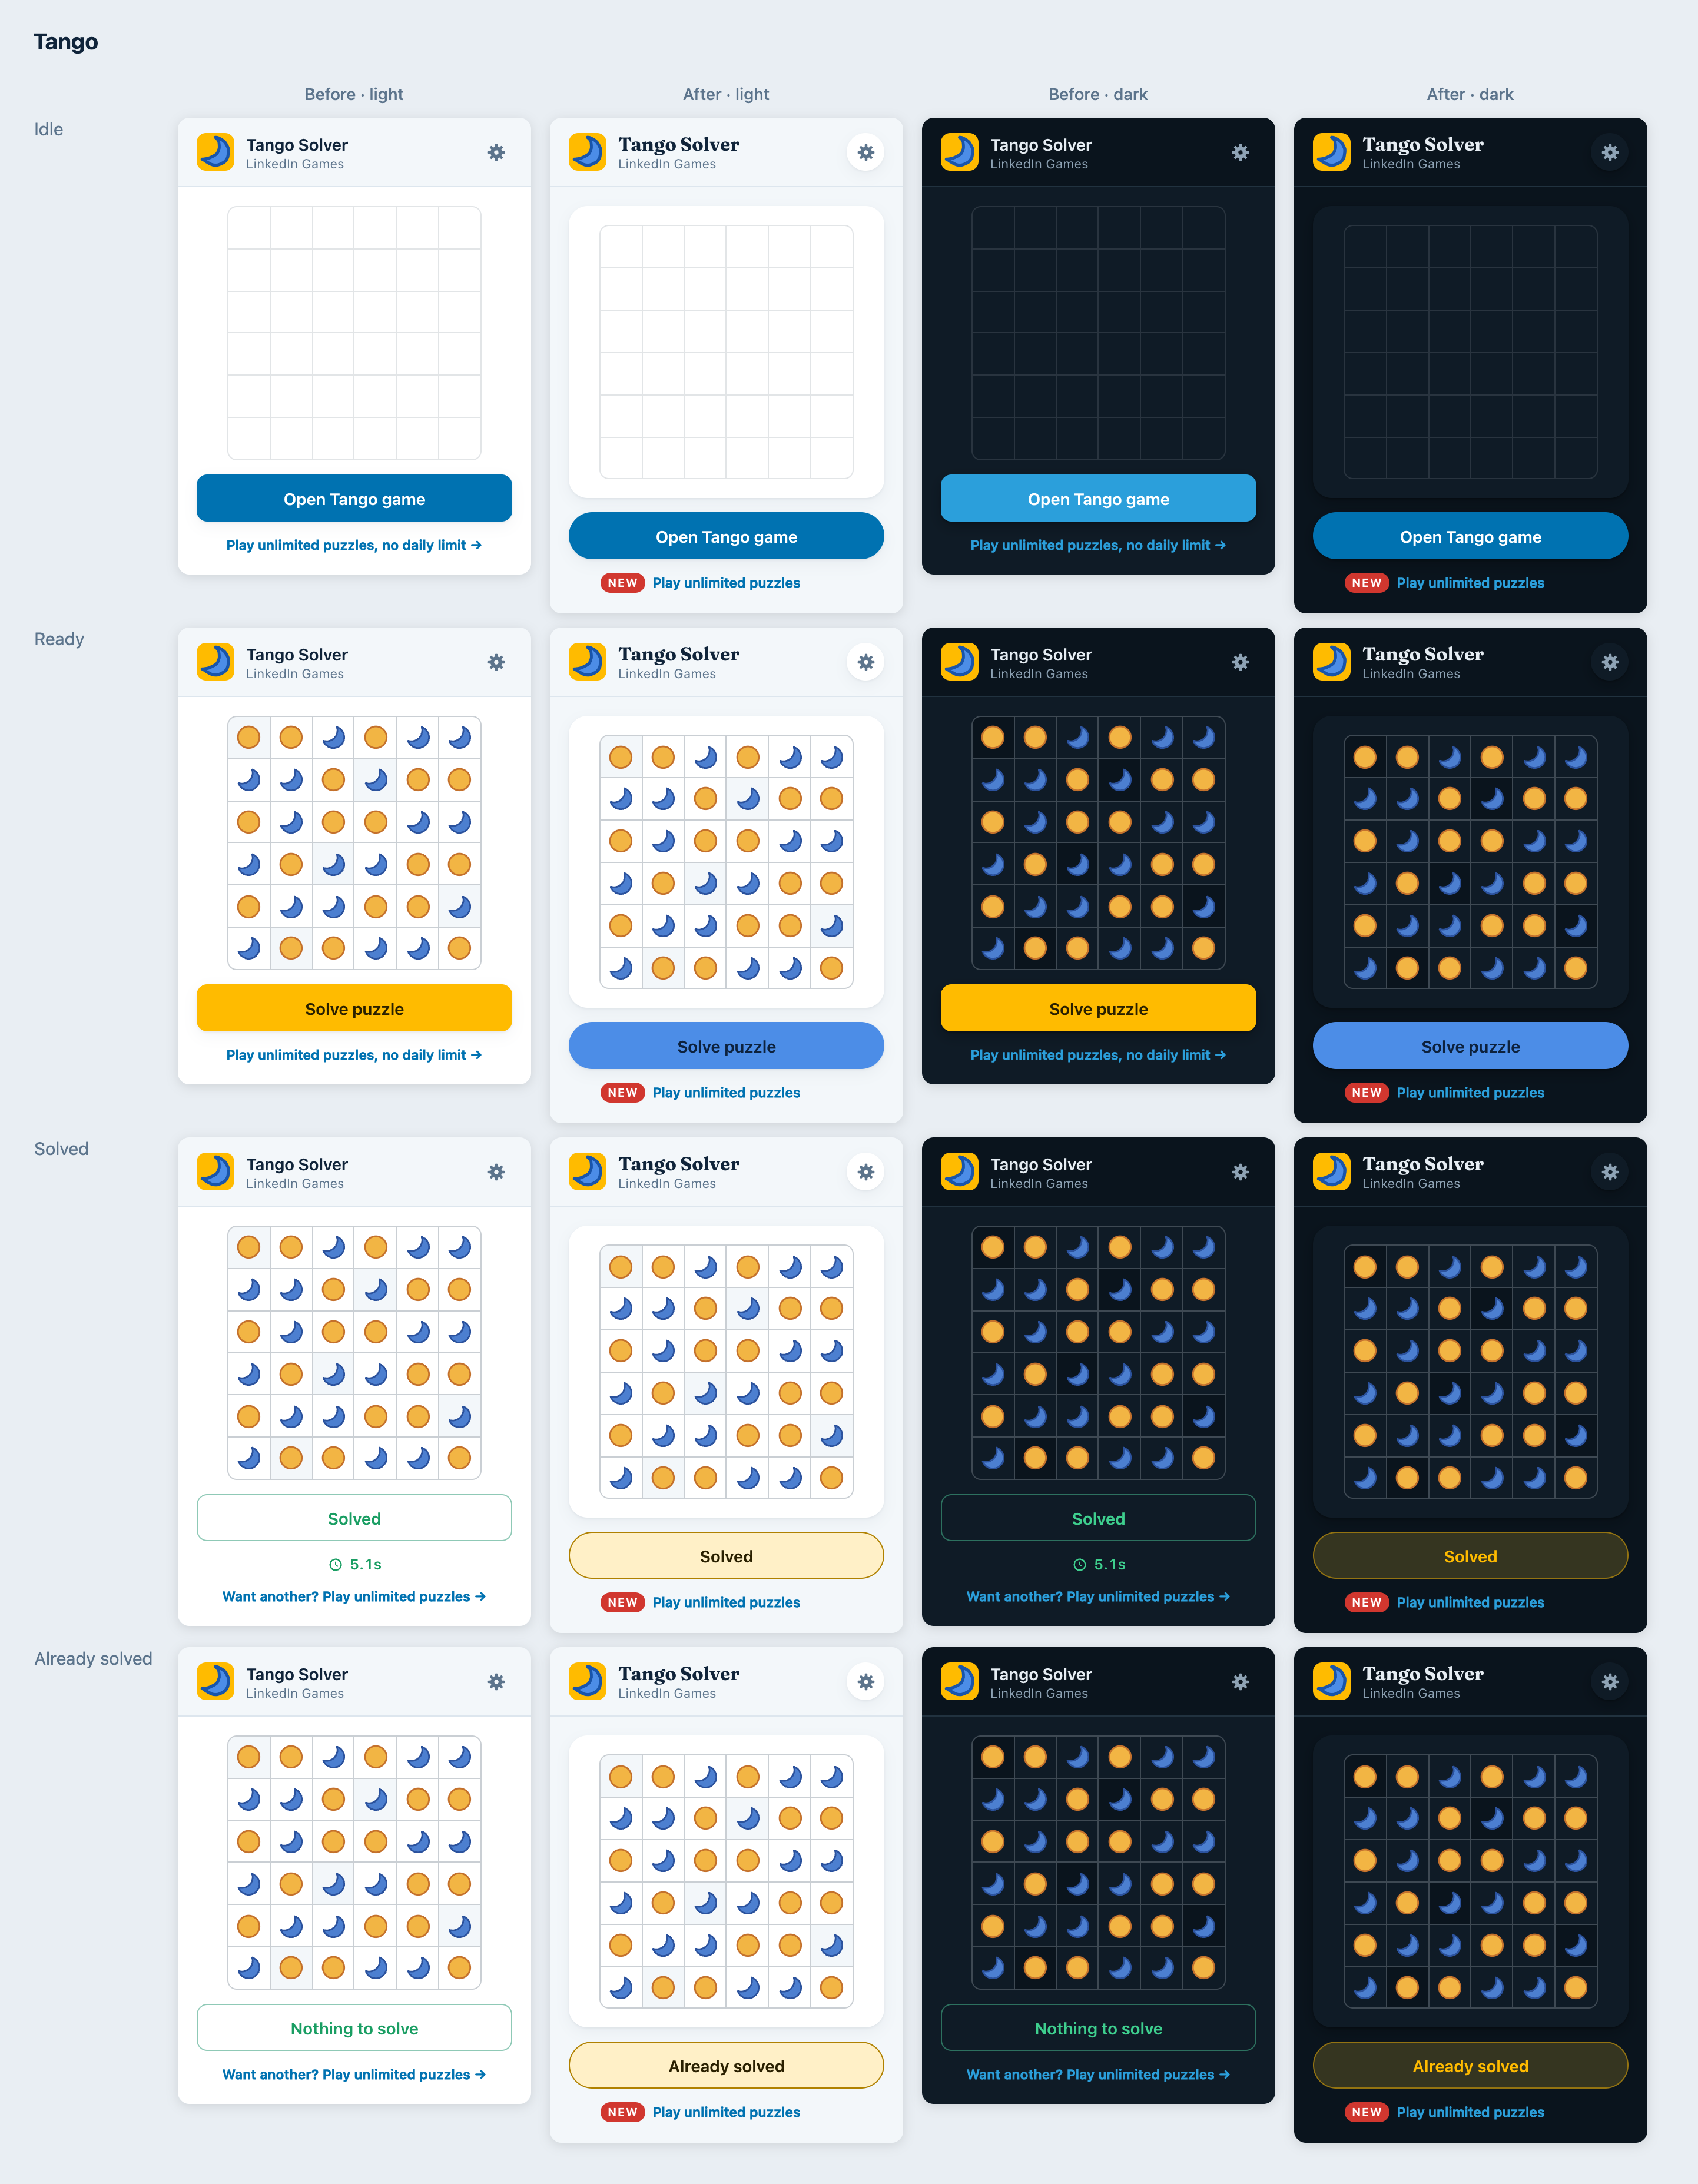 Tango
Before · light
After · light
Before · dark
After · dark
Idle
Tango Solver
LinkedIn Games
Open Tango game
Play unlimited puzzles, no daily limit →
Tango Solver
LinkedIn Games
Open Tango game
NEW Play unlimited puzzles
Tango Solver
LinkedIn Games
Open Tango game
Play unlimited puzzles, no daily limit →
Tango Solver
LinkedIn Games
Open Tango game
NEW Play unlimited puzzles
Ready
Tango Solver
LinkedIn Games
Solve puzzle
Play unlimited puzzles, no daily limit →
Tango Solver
LinkedIn Games
Solve puzzle
NEW Play unlimited puzzles
Tango Solver
LinkedIn Games
Solve puzzle
Play unlimited puzzles, no daily limit →
Tango Solver
LinkedIn Games
Solve puzzle
NEW Play unlimited puzzles
Solved
Tango Solver
LinkedIn Games
Solved
5.1s
Want another? Play unlimited puzzles →
Tango Solver
LinkedIn Games
Solved
NEW Play unlimited puzzles
Tango Solver
LinkedIn Games
Solved
5.1s
Want another? Play unlimited puzzles →
Tango Solver
LinkedIn Games
Solved
NEW Play unlimited puzzles
Already solved
Tango Solver
LinkedIn Games
Nothing to solve
Want another? Play unlimited puzzles →
Tango Solver
LinkedIn Games
Already solved
NEW Play unlimited puzzles
Tango Solver
LinkedIn Games
Nothing to solve
Want another? Play unlimited puzzles →
Tango Solver
LinkedIn Games
Already solved
NEW Play unlimited puzzles